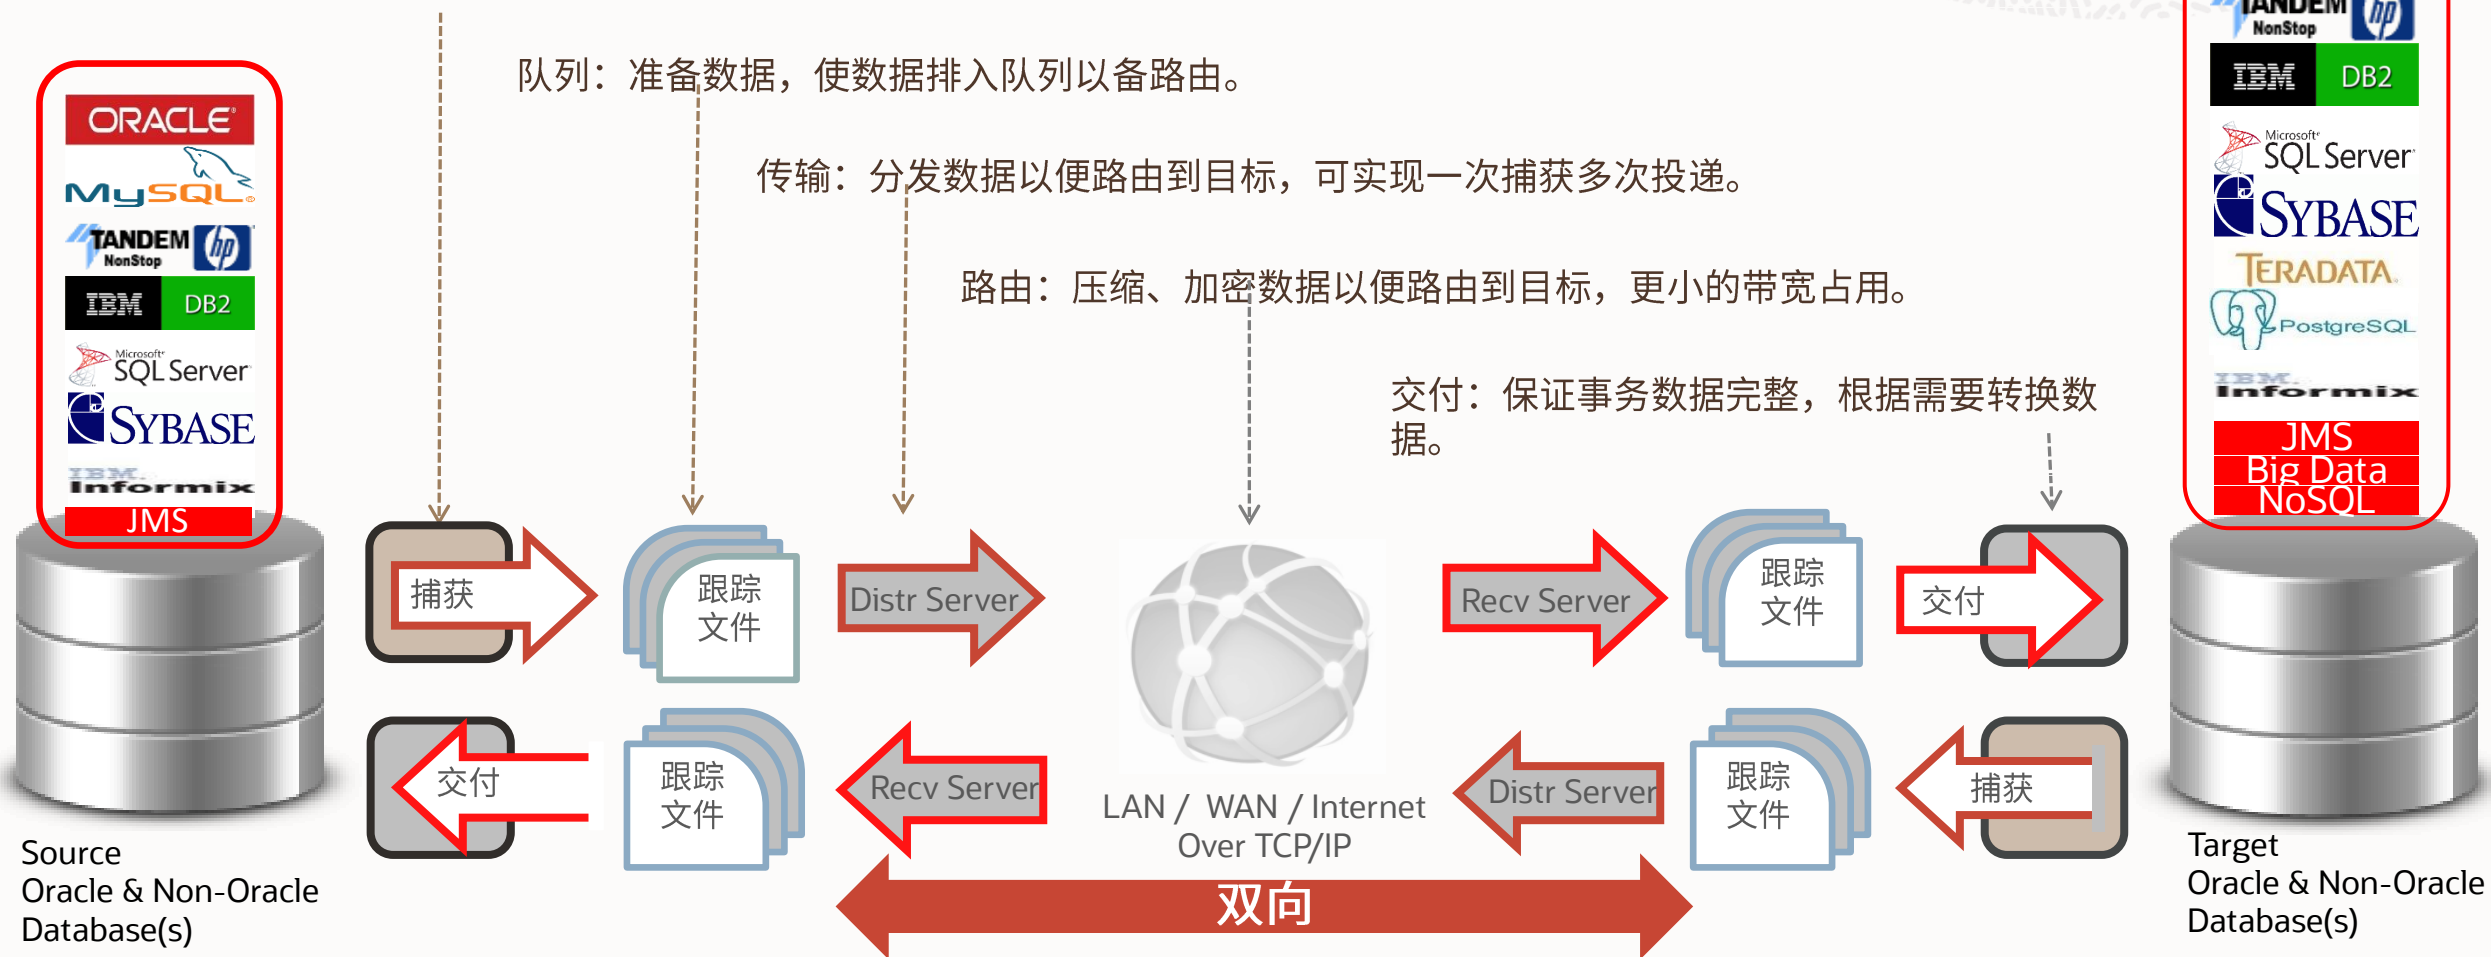 队列：准备数据，使数据排入队列以备路由。
传输：分发数据以便路由到目标，可实现一次捕获多次投递。
路由：压缩、加密数据以便路由到目标，更小的带宽占用。
交付：保证事务数据完整，根据需要转换数
据。
ORACLE
MySQL
TANDEM
NonStop
hp
IBM
DB2
Microsoft
SQL Server
SYBASE
IBM.
Informix
JMS
Source
Oracle & Non-Oracle
Database(s)
捕获
跟踪
文件
Distr Server
Recv Server
跟踪
文件
交付
交付
跟踪
文件
Recv Server
LAN / WAN / Internet
Over TCP/IP
Distr Server
跟踪
文件
捕获
双向
TANDEM
NonStop
hp
IBM
DB2
Microsoft
SQL Server
SYBASE
TERADATA.
PostgreSQL
IBM.
Informix
JMS
Big Data
NoSQL
Target
Oracle & Non-Oracle
Database(s)